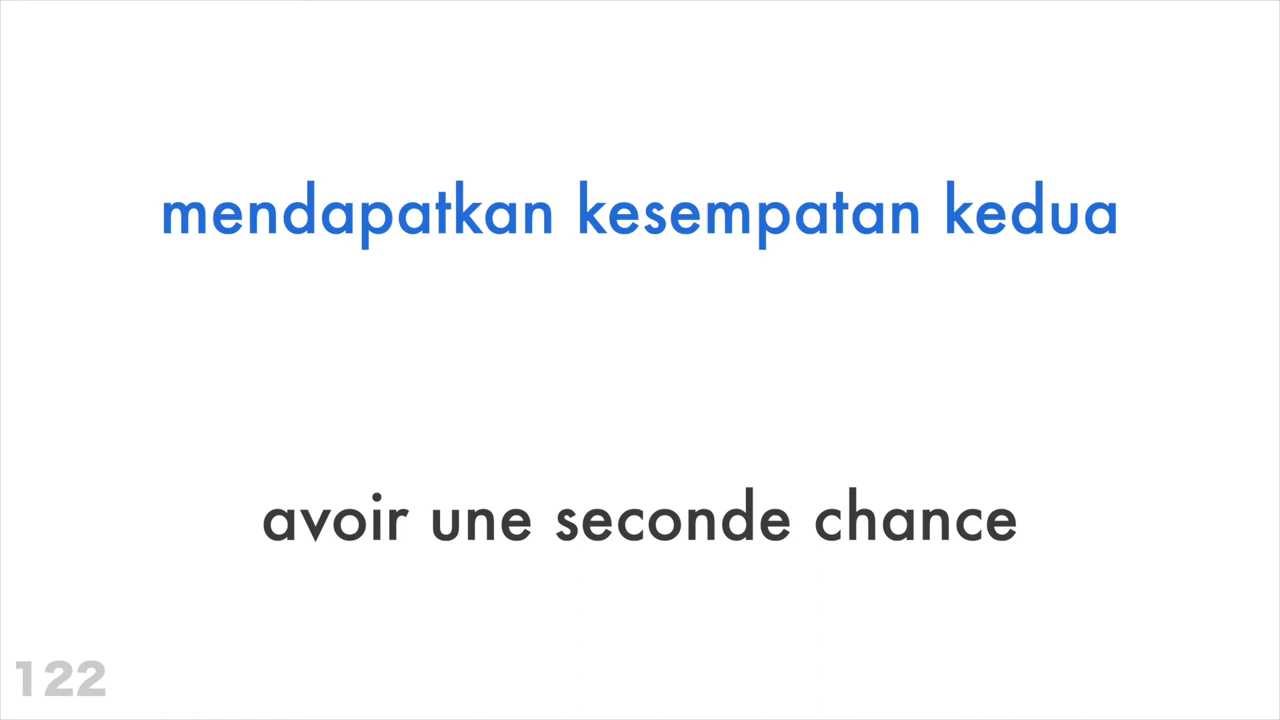 mendapatkan kesempatan kedua
avoir une seconde chance
122